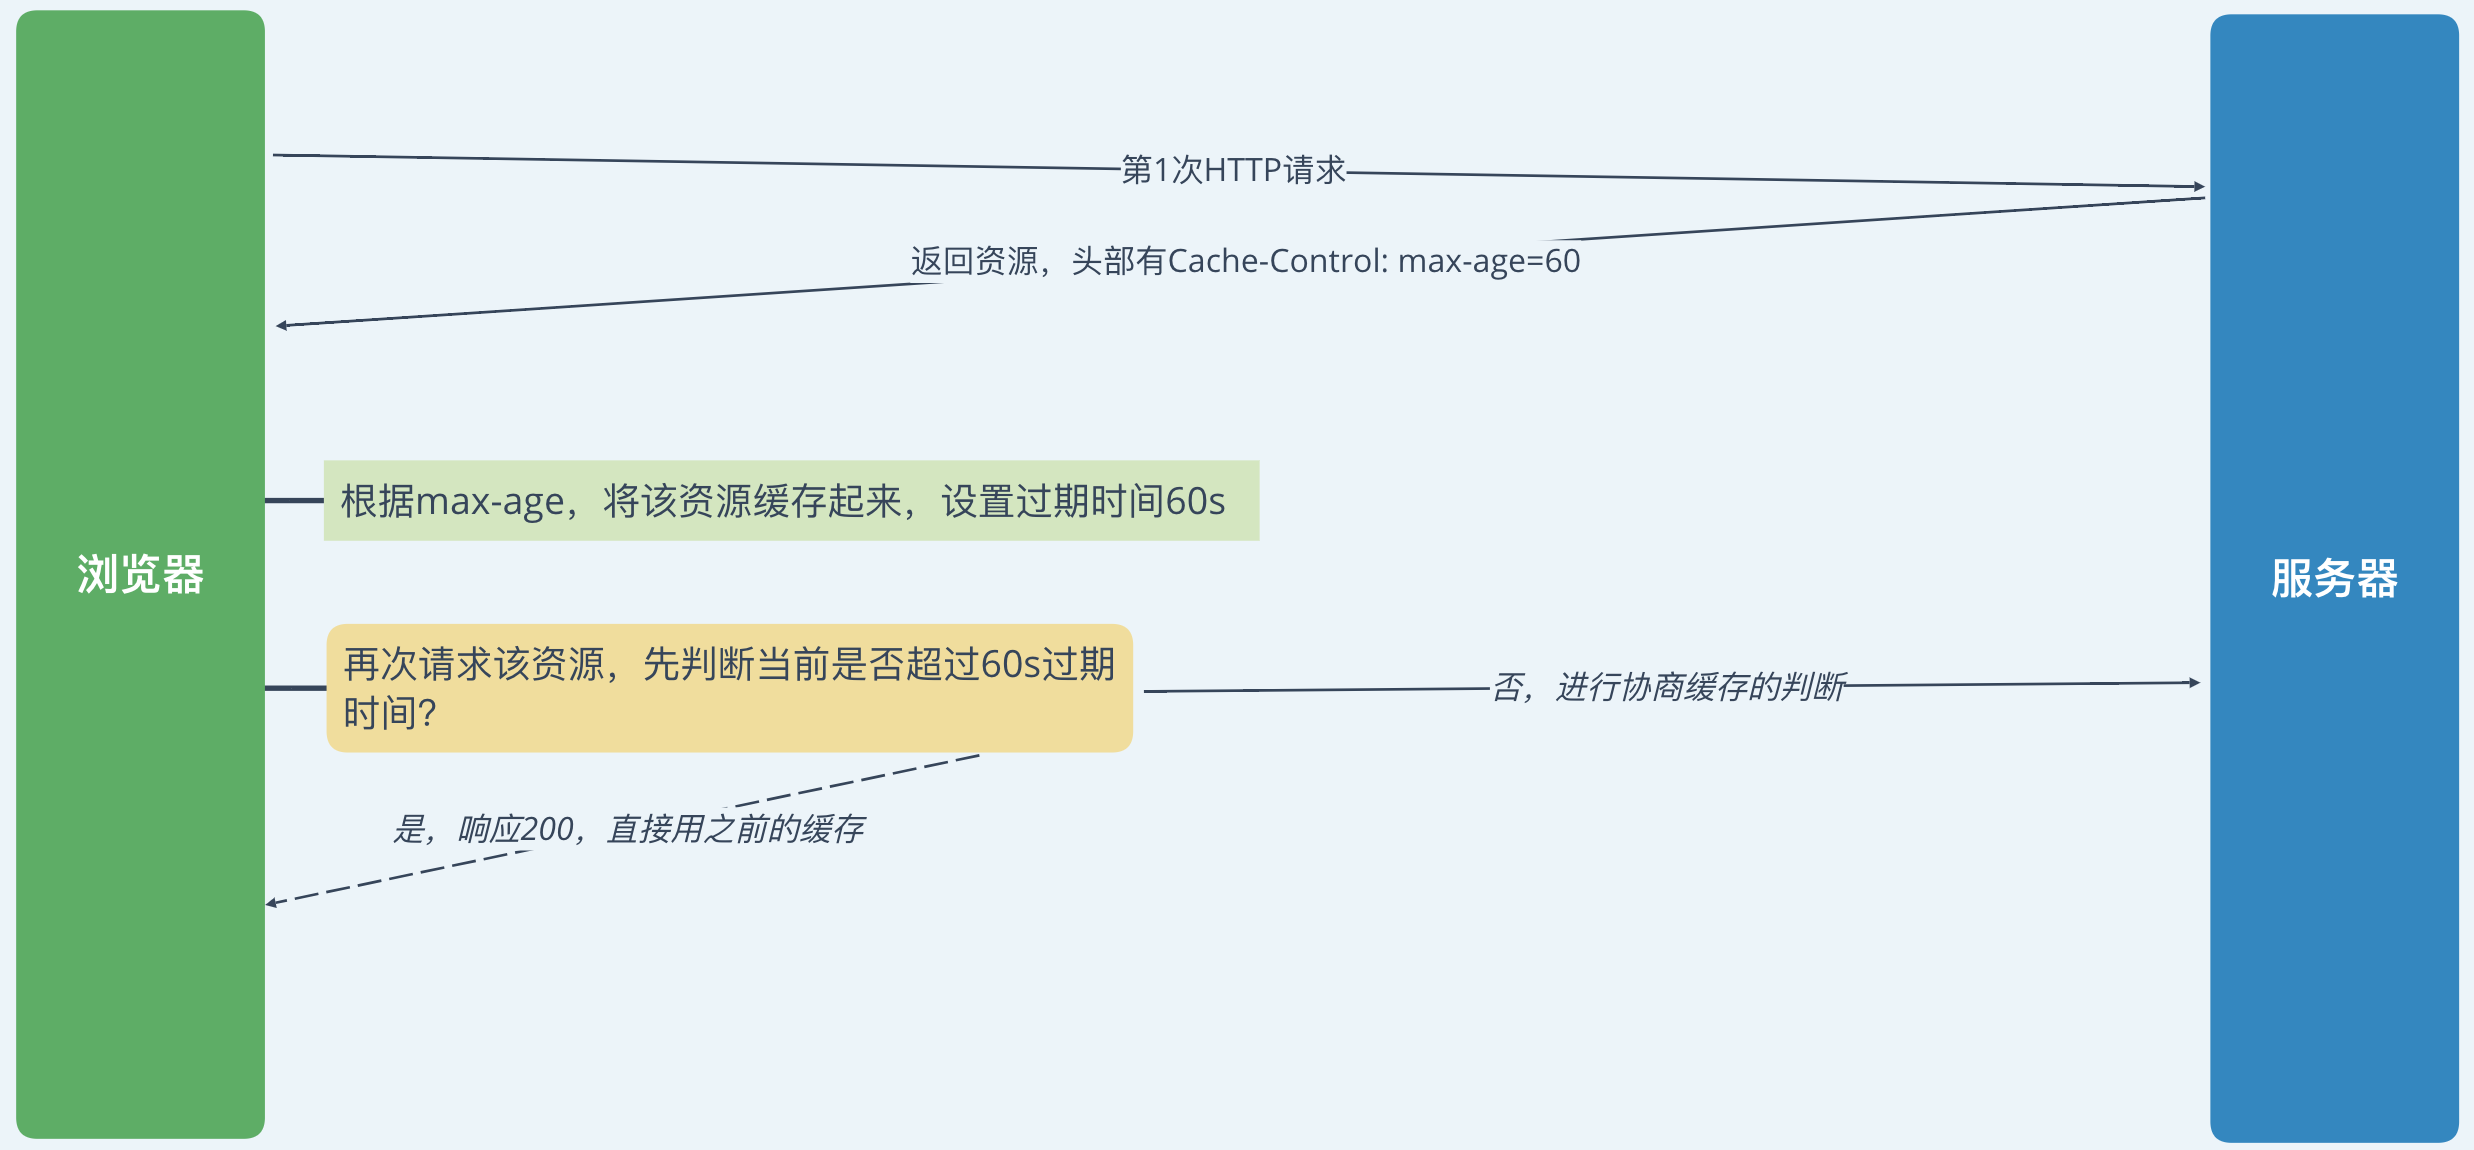 第1次HTTP请求
返回资源，头部有Cache-Control: max-age=60
根据max-age，将该资源缓存起来，设置过期时间60s
浏览器
服务器
再次请求该资源，先判断当前是否超过60s过期
时间？
否，进行协商缓存的判断
是，响应200，直接用之前的缓存